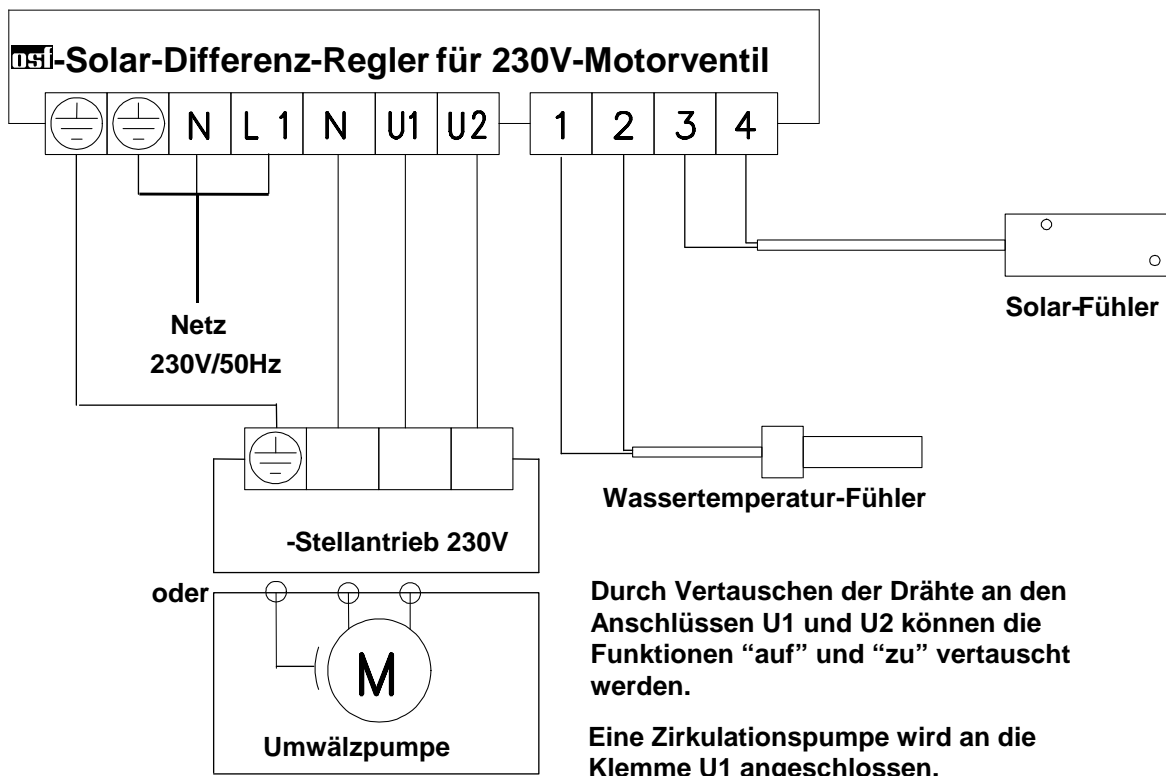 osf-Solar-Differenz-Regler für 230V-Motorventil
N L 1 N U1 U2 1 2 3 4
Solar-Fühler
Netz
230V/50Hz
Wassertemperatur-Fühler
-Stellantrieb 230V
oder
M
Umwälzpumpe
Durch Vertauschen der Drähte an den
Anschlüssen U1 und U2 können die
Funktionen “auf” und “zu” vertauscht
werden.
Eine Zirkulationspumpe wird an die
Klemme U1 angeschlossen.